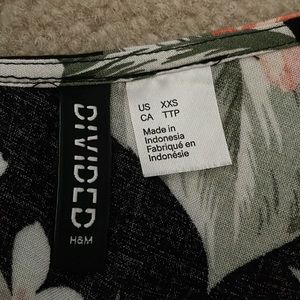 DIVIDED
H&M
US XXS
CA TTP
Made in
Indonesia
Fabriqué en
Indonésie